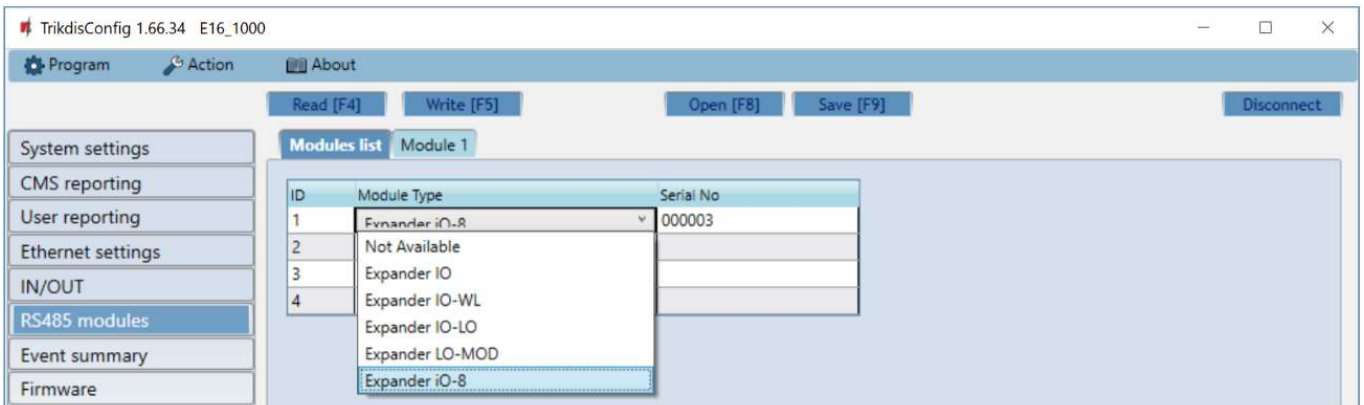 TrikdisConfig 1.66.34 E16_1000
Program Action About
Read [F4] Write [F5] Open [F8] Save [F9] Disconnect
System settings
CMS reporting
User reporting
Ethernet settings
IN/OUT
RS485 modules
Event summary
Firmware
Modules list Module 1
ID Module Type Serial No
1 Expander iO-8 000003
2
3
4
Not Available
Expander IO
Expander IO-WL
Expander IO-LO
Expander LO-MOD
Expander iO-8